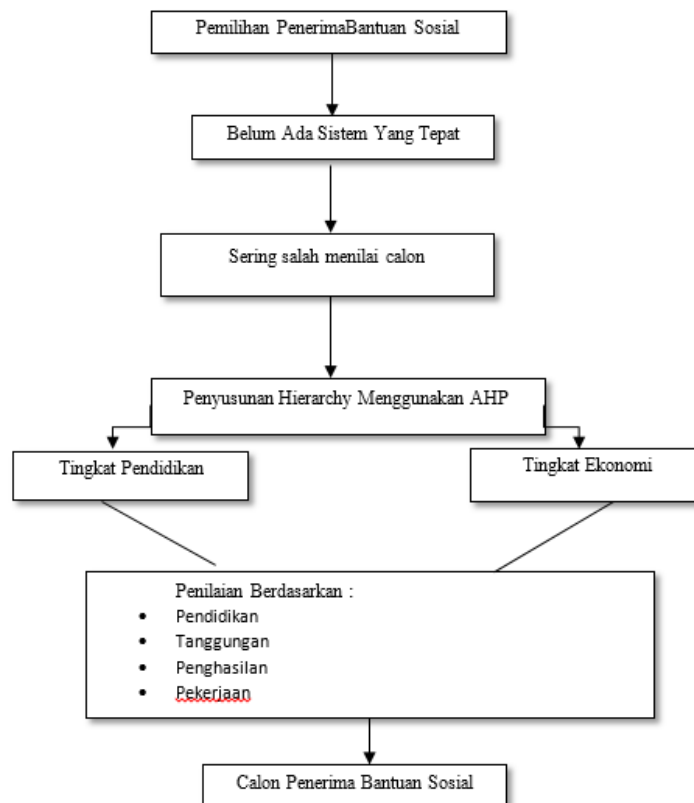 Pemilihan PenerimaBantuan Sosial
Belum Ada Sistem Yang Tepat
Sering salah menilai calon
Penyusunan Hierarchy Menggunakan AHP
Tingkat Pendidikan
Tingkat Ekonomi
Penilaian Berdasarkan :
• Pendidikan
• Tanggungan
• Penghasilan
• Pekerjaan
Calon Penerima Bantuan Sosial